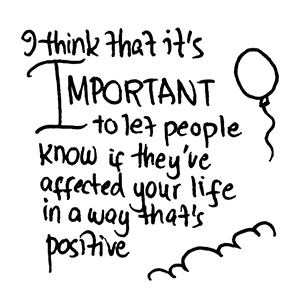 I think that it's
IMPORTANT
to let people
know if they've
affected your life
in a way that's
positive